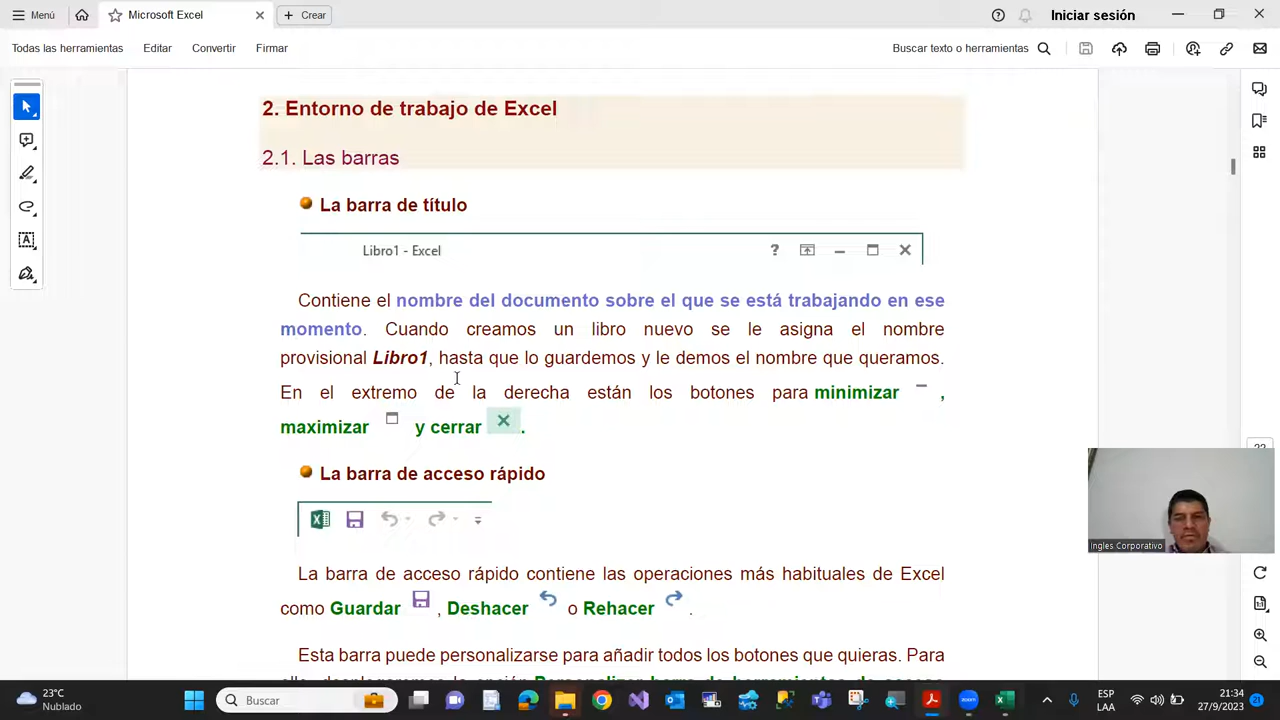 Menú
Microsoft Excel
Crear
Iniciar sesión
Todas las herramientas
Editar
Convertir
Firmar
Buscar texto o herramientas
2. Entorno de trabajo de Excel
2.1. Las barras
La barra de título
Libro1 - Excel
Contiene el nombre del documento sobre el que se está trabajando en ese
momento. Cuando creamos un libro nuevo se le asigna el nombre
provisional Libro1, hasta que lo guardemos y le demos el nombre que queramos.
En el extremo de la derecha están los botones para minimizar ,
maximizar y cerrar .
La barra de acceso rápido
La barra de acceso rápido contiene las operaciones más habituales de Excel
como Guardar , Deshacer o Rehacer .
Esta barra puede personalizarse para añadir todos los botones que quieras. Para
Ingles Corporativo
23°C
Nublado
Buscar
ESP
LAA
21:34
27/9/2023